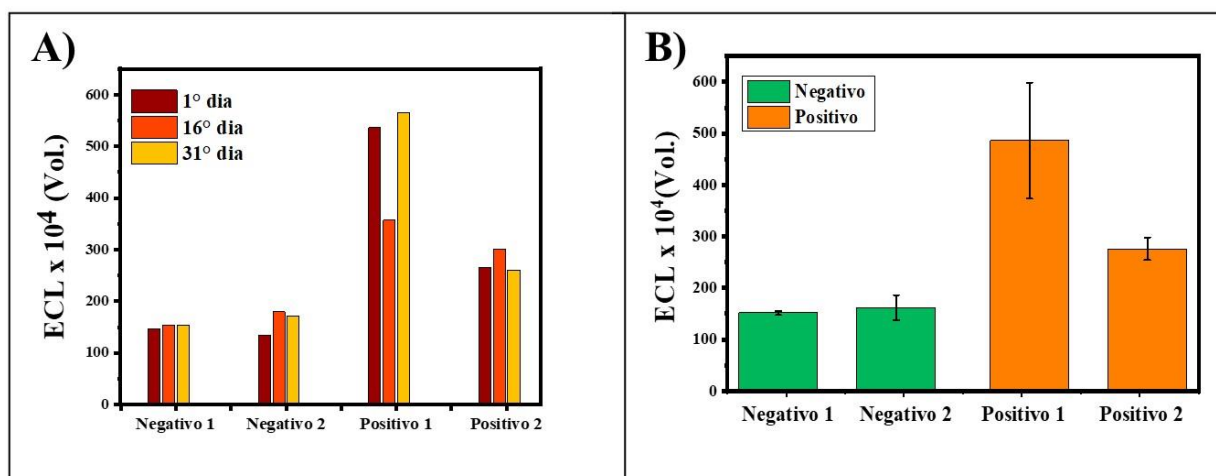 A)
ECL x 10⁴ (Vol.)
600
500
400
300
200
100
0
1° dia
16° dia
31° dia
Negativo 1 Negativo 2 Positivo 1 Positivo 2
B)
ECL x 10⁴(Vol.)
600
500
400
300
200
100
0
Negativo
Positivo
Negativo 1 Negativo 2 Positivo 1 Positivo 2